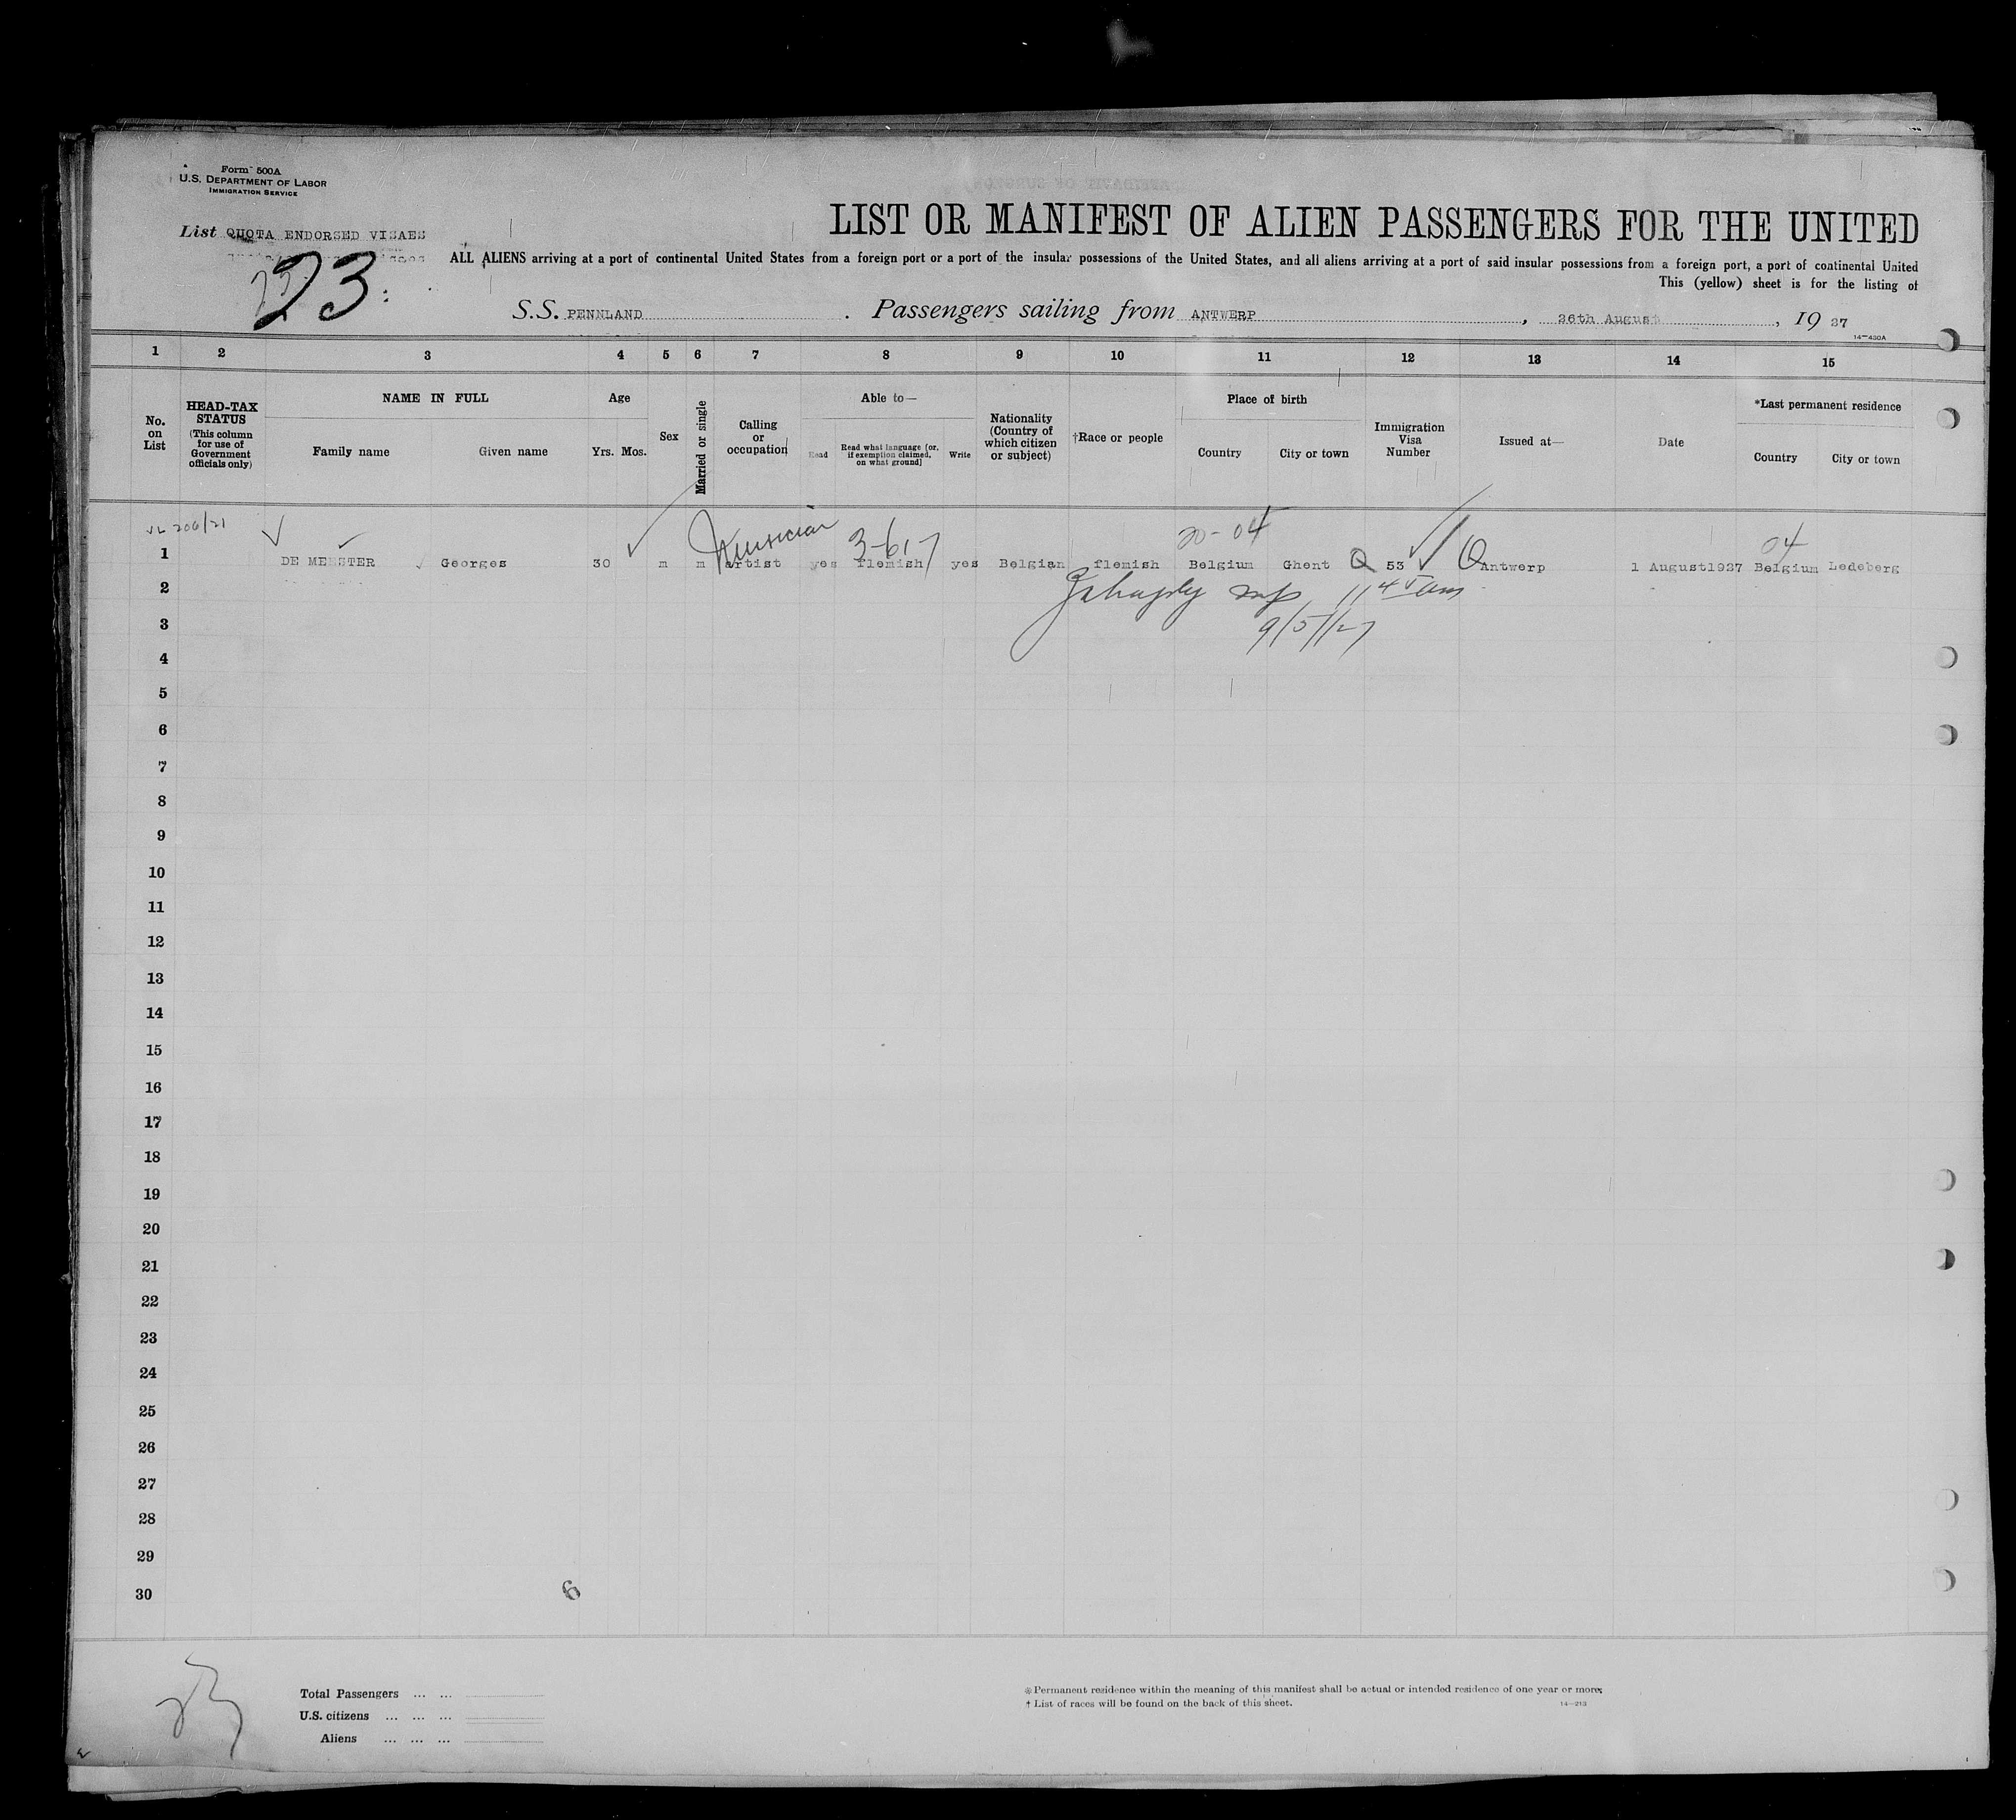 Form 500A
U.S. DEPARTMENT OF LABOR
IMMIGRATION SERVICE
List QUOTA ENDORSED VISAES
23
LIST OR MANIFEST OF ALIEN PASSENGERS FOR THE UNITED
ALL ALIENS arriving at a port of continental United States from a foreign port or a port of the insular possessions of the United States, and all aliens arriving at a port of said insular possessions from a foreign port, a port of continental United
This (yellow) sheet is for the listing of
S.S. PENNLAND. Passengers sailing from ANTWERP, 26th August, 19 27
14—430A
1 2 3 4 5 6 7 8 9 10 11 12 13 14 15
No. on List
HEAD-TAX STATUS (This column for use of Government officials only)
NAME IN FULL
Family name Given name
Age
Yrs. Mos.
Sex
Married or single
Calling or occupation
Able to—
Read Read what language [or, if exemption claimed, on what ground] Write
Nationality (Country of which citizen or subject)
†Race or people
Place of birth
Country City or town
Immigration Visa Number
Issued at—
Date
*Last permanent residence
Country City or town
206/21 Musician 3-617 20-04 04
1 DE MEESTER Georges 30 m m artist yes flemish yes Belgian flemish Belgium Ghent Q 53 Q Antwerp 1 August1927 Belgium Ledeberg
2 11 45 am
3 9/5/27
4
5
6
7
8
9
10
11
12
13
14
15
16
17
18
19
20
21
22
23
24
25
26
27
28
29
30
6
23
Total Passengers ... ...
U.S. citizens ... ... ...
Aliens ... ... ...
* Permanent residence within the meaning of this manifest shall be actual or intended residence of one year or more.
† List of races will be found on the back of this sheet.
14—213